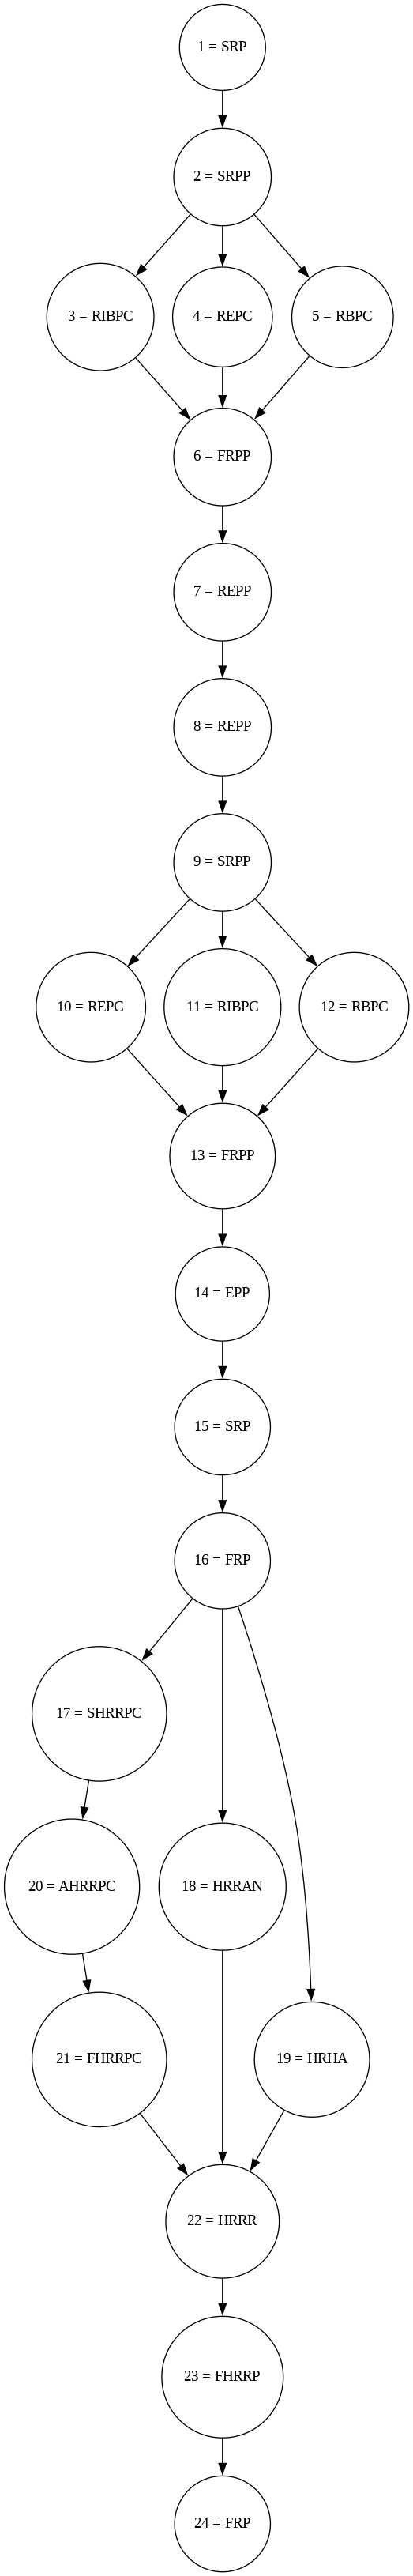 1 = SRP
2 = SRPP
3 = RIBPC
4 = REPC
5 = RBPC
6 = FRPP
7 = REPP
8 = REPP
9 = SRPP
10 = REPC
11 = RIBPC
12 = RBPC
13 = FRPP
14 = EPP
15 = SRP
16 = FRP
17 = SHRRPC
20 = AHRRPC
18 = HRRAN
21 = FHRRPC
19 = HRHA
22 = HRRR
23 = FHRRP
24 = FRP